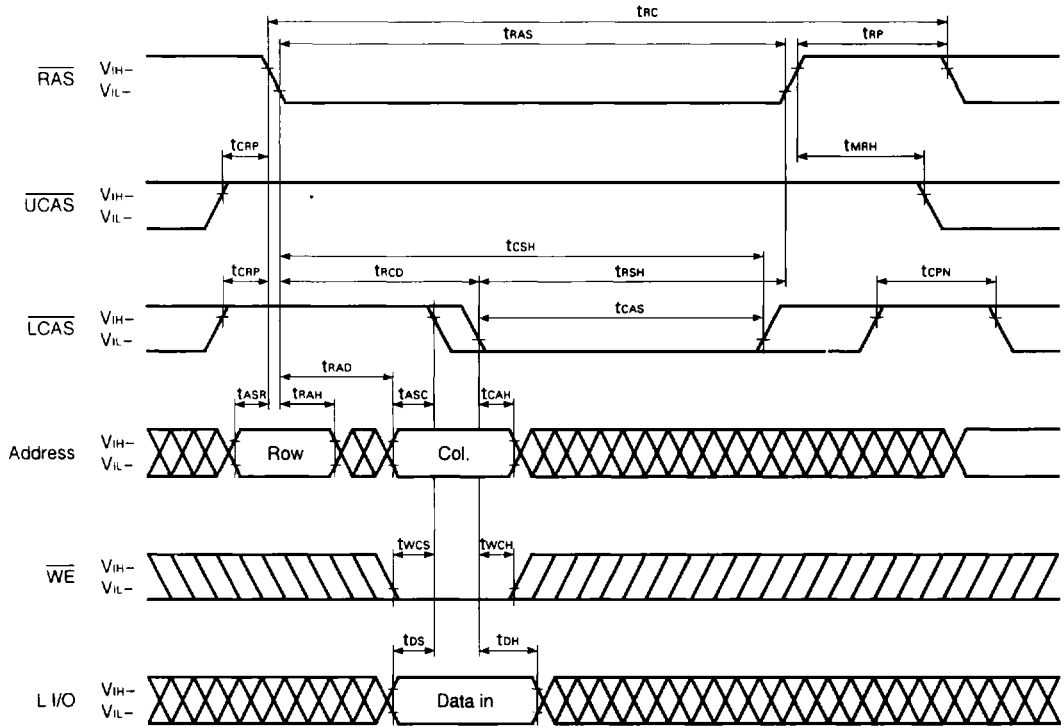 tRC
tRAS
tRP
RAS
VIH–
VIL–
tCRP
tMRH
UCAS
VIH–
VIL–
tCSH
tCRP
tRCD
tRSH
tCPN
LCAS
VIH–
VIL–
tCAS
tRAD
tASR
tRAH
tASC
tCAH
Address
VIH–
VIL–
Row
Col.
tWCS
tWCH
WE
VIH–
VIL–
tDS
tDH
L I/O
VIH–
VIL–
Data in